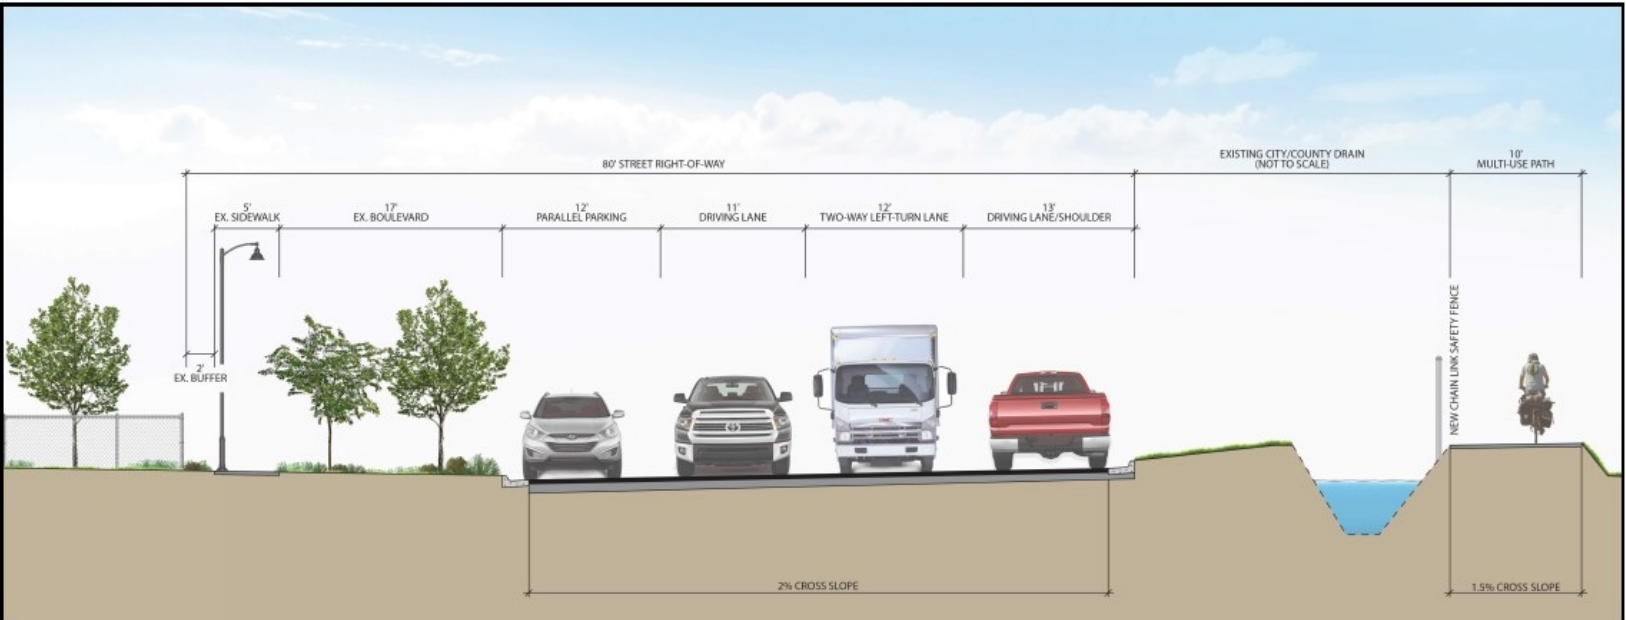 80' STREET RIGHT-OF-WAY
EXISTING CITY/COUNTY DRAIN
(NOT TO SCALE)
10'
MULTI-USE PATH
5'
EX. SIDEWALK
17'
EX. BOULEVARD
12'
PARALLEL PARKING
11'
DRIVING LANE
12'
TWO-WAY LEFT-TURN LANE
13'
DRIVING LANE/SHOULDER
2'
EX. BUFFER
NEW CHAIN LINK SAFETY FENCE
2% CROSS SLOPE
1.5% CROSS SLOPE